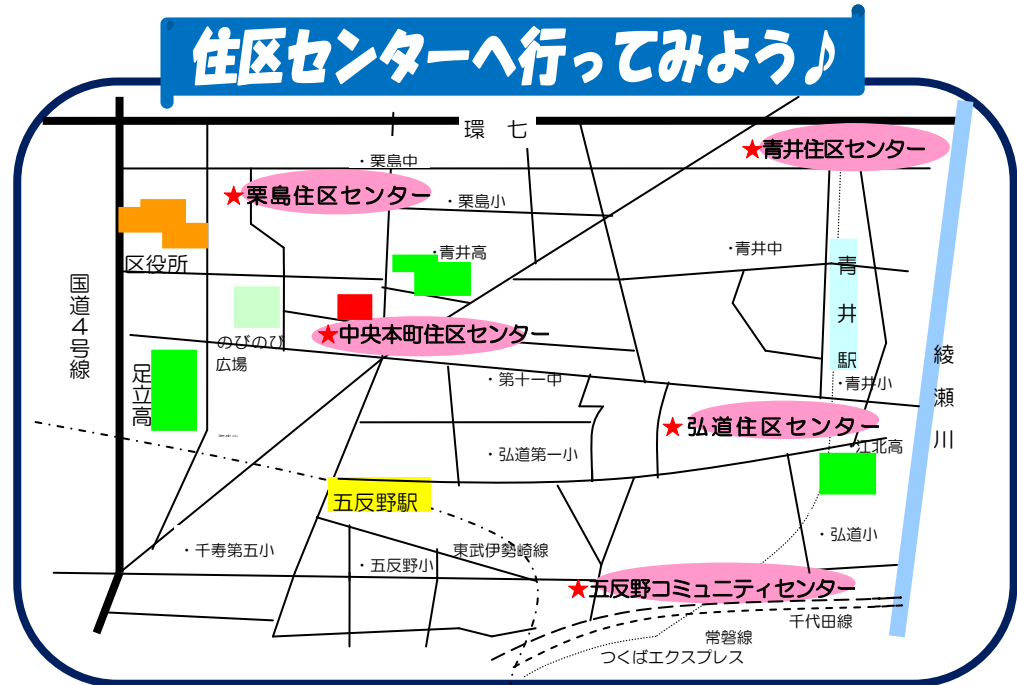 住区センターへ行ってみよう♪
環 七
・栗島中
★青井住区センター
★栗島住区センター
・栗島小
・青井高
・青井中
区役所
青井駅
国道4号線
★中央本町住区センター
のびのび
広場
綾瀬川
足立高
・第十一中
・青井小
★弘道住区センター
江北高
・弘道第一小
五反野駅
・弘道小
・千寿第五小
東武伊勢崎線
・五反野小
★五反野コミュニティセンター
千代田線
常磐線
つくばエクスプレス